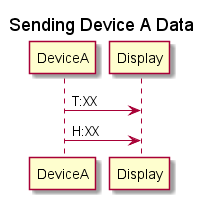 Sending Device A Data
DeviceA Display
T:XX
H:XX
DeviceA Display